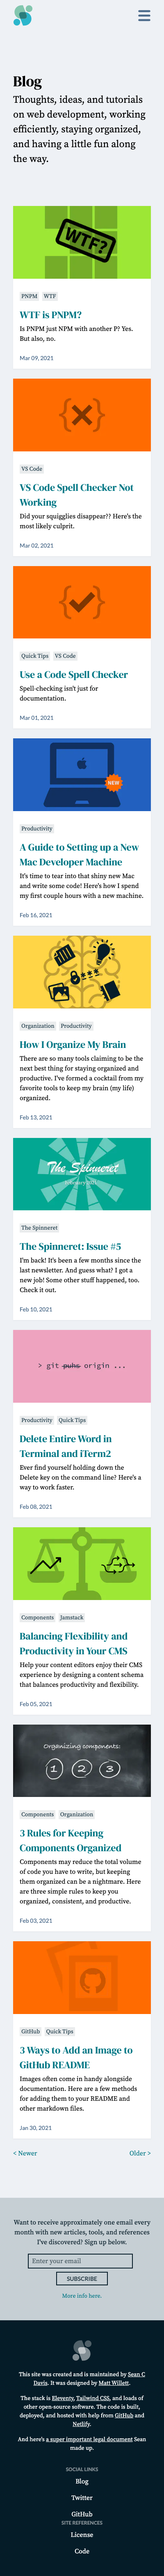 Blog
Thoughts, ideas, and tutorials
on web development, working
efficiently, staying organized,
and having a little fun along
the way.
WTF?
PNPM WTF
WTF is PNPM?
Is PNPM just NPM with another P? Yes.
But also, no.
Mar 09, 2021
VS Code
VS Code Spell Checker Not
Working
Did your squiggles disappear?? Here's the
most likely culprit.
Mar 02, 2021
Quick Tips VS Code
Use a Code Spell Checker
Spell-checking isn't just for
documentation.
Mar 01, 2021
NEW
Productivity
A Guide to Setting up a New
Mac Developer Machine
It's time to tear into that shiny new Mac
and write some code! Here's how I spend
my first couple hours with a new machine.
Feb 16, 2021
Organization Productivity
How I Organize My Brain
There are so many tools claiming to be the
next best thing for staying organized and
productive. I've formed a cocktail from my
favorite tools to keep my brain (my life)
organized.
Feb 13, 2021
The Spinneret
The Spinneret
The Spinneret: Issue #5
I'm back! It's been a few months since the
last newsletter. And guess what? I got a
new job! Some other stuff happened, too.
Check it out.
Feb 10, 2021
> git puhs origin ...
Productivity Quick Tips
Delete Entire Word in
Terminal and iTerm2
Ever find yourself holding down the
Delete key on the command line? Here's a
way to work faster.
Feb 08, 2021
Components Jamstack
Balancing Flexibility and
Productivity in Your CMS
Help your content editors enjoy their CMS
experience by designing a content schema
that balances productivity and flexibility.
Feb 05, 2021
Organizing components:
1 2 3
Components Organization
3 Rules for Keeping
Components Organized
Components may reduce the total volume
of code you have to write, but keeping
them organized can be a nightmare. Here
are three simple rules to keep you
organized, consistent, and productive.
Feb 03, 2021
GitHub Quick Tips
3 Ways to Add an Image to
GitHub README
Images often come in handy alongside
documentation. Here are a few methods
for adding them to your README and
other markdown files.
Jan 30, 2021
< Newer Older >
Want to receive approximately one email every
month with new articles, tools, and references
I've discovered? Sign up below.
Enter your email
SUBSCRIBE
More info here.
This site was created and is maintained by Sean C
Davis. It was designed by Matt Willett.
The stack is Eleventy, Tailwind CSS, and loads of
other open-source software. The code is built,
deployed, and hosted with help from GitHub and
Netlify.
And here's a super important legal document Sean
made up.
SOCIAL LINKS
Blog
Twitter
GitHub
SITE REFERENCES
License
Code